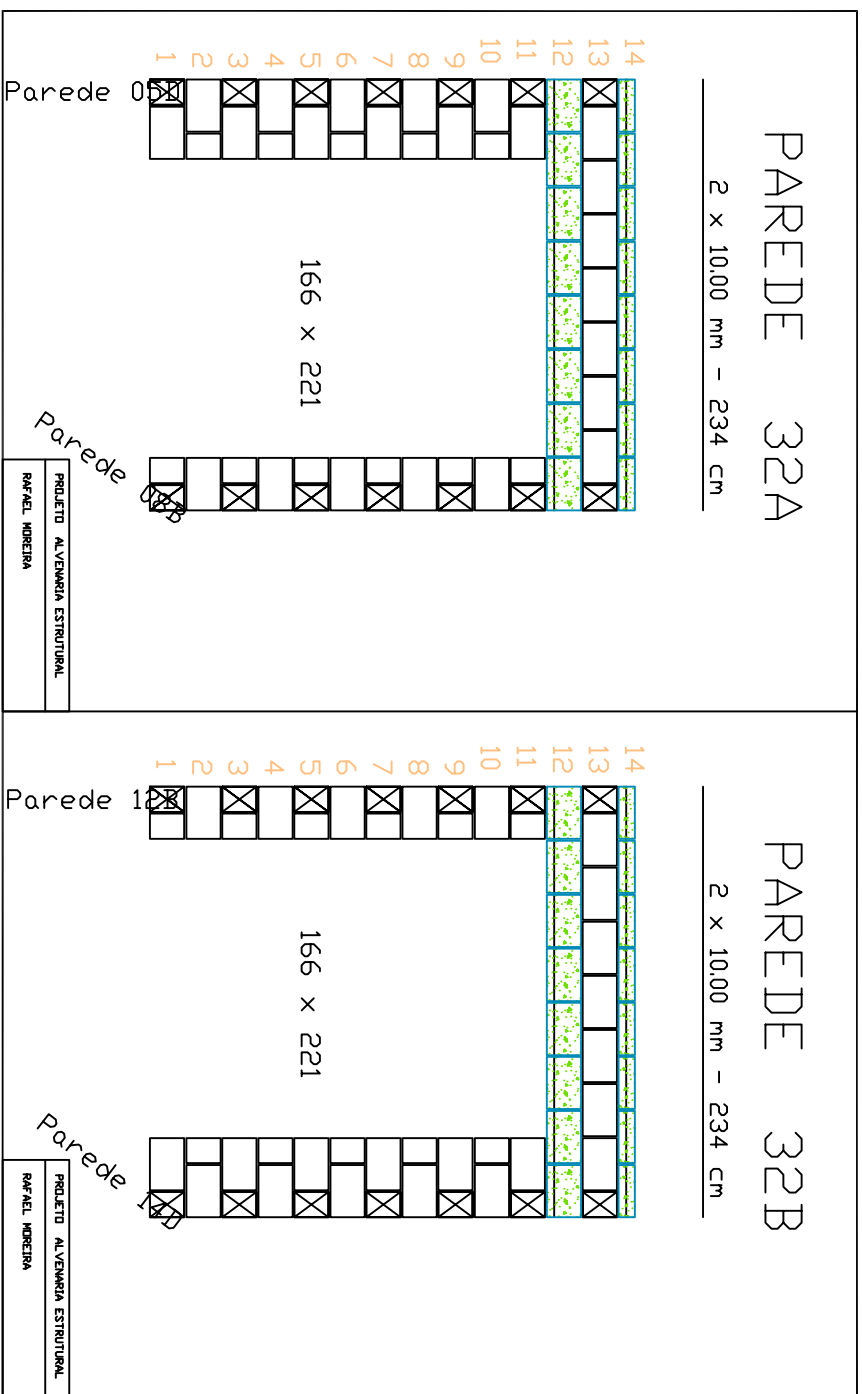 PAREDE 32A
2 x 10.00 mm - 234 cm
14
13
12
11
10
9
8
7
6
5
4
3
2
1
166 x 221
Parede 05D
Parede 08B
PROJETO ALVENARIA ESTRUTURAL
RAFAEL MOREIRA
PAREDE 32B
2 x 10.00 mm - 234 cm
14
13
12
11
10
9
8
7
6
5
4
3
2
1
166 x 221
Parede 12B
Parede 14D
PROJETO ALVENARIA ESTRUTURAL
RAFAEL MOREIRA